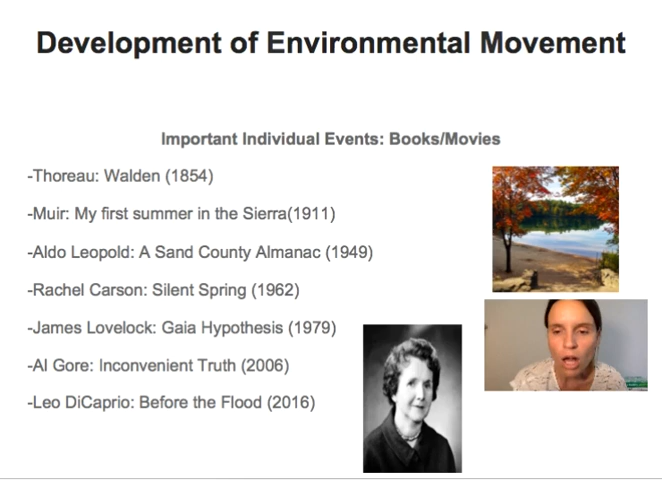 Development of Environmental Movement
Important Individual Events: Books/Movies
-Thoreau: Walden (1854)
-Muir: My first summer in the Sierra(1911)
-Aldo Leopold: A Sand County Almanac (1949)
-Rachel Carson: Silent Spring (1962)
-James Lovelock: Gaia Hypothesis (1979)
-Al Gore: Inconvenient Truth (2006)
-Leo DiCaprio: Before the Flood (2016)